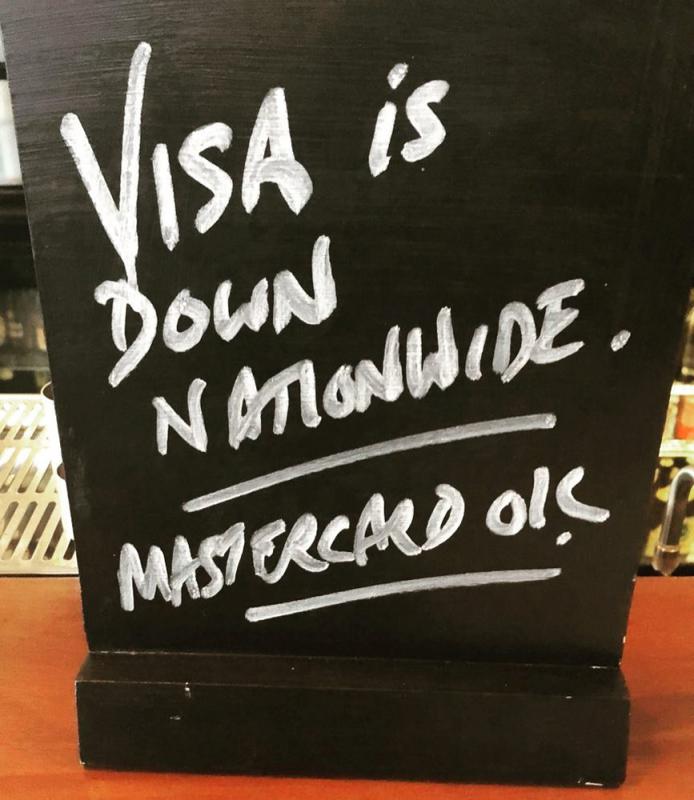 VISA is
DOWN
NATIONWIDE.
MASTERCARD OK